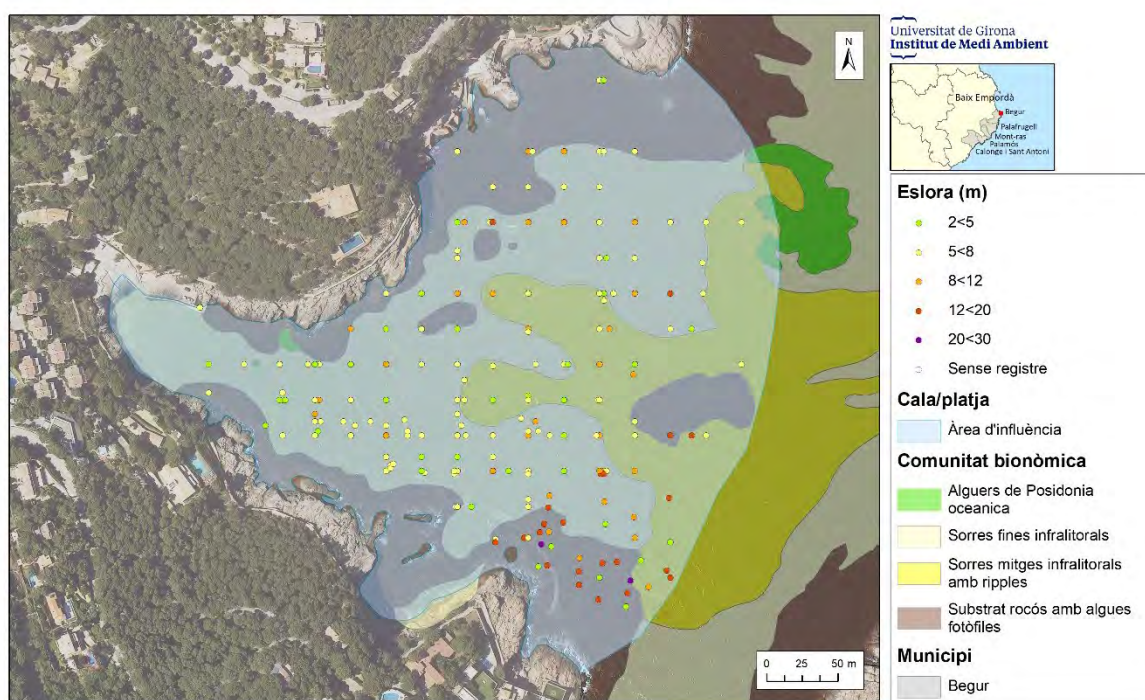 N
0 25 50 m
Universitat de Girona
Institut de Medi Ambient
Baix Empordà
Begur
Palafrugell
Mont-ras
Palamós
Calonge i Sant Antoni
Eslora (m)
2<5
5<8
8<12
12<20
20<30
Sense registre
Cala/platja
Àrea d'influència
Comunitat bionòmica
Alguers de Posidonia
oceanica
Sorres fines infralitorals
Sorres mitges infralitorals
amb ripples
Substrat rocós amb algues
fotòfiles
Municipi
Begur